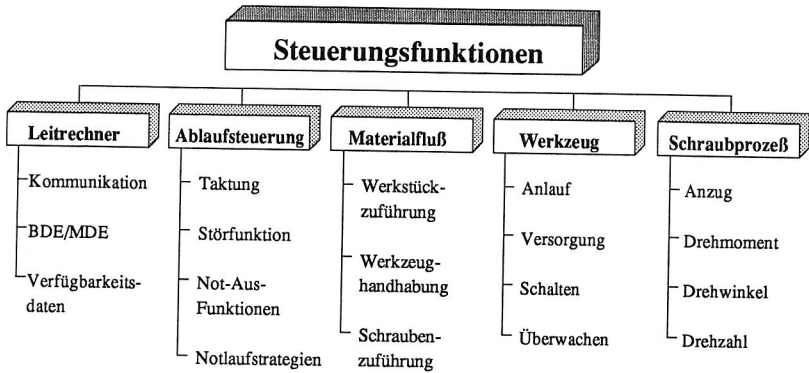 Steuerungsfunktionen
Leitrechner
Kommunikation
BDE/MDE
Verfügbarkeits-
daten
Ablaufsteuerung
Taktung
Störfunktion
Not-Aus-
Funktionen
Notlaufstrategien
Materialfluß
Werkstück-
zuführung
Werkzeug-
handhabung
Schrauben-
zuführung
Werkzeug
Anlauf
Versorgung
Schalten
Überwachen
Schraubprozeß
Anzug
Drehmoment
Drehwinkel
Drehzahl